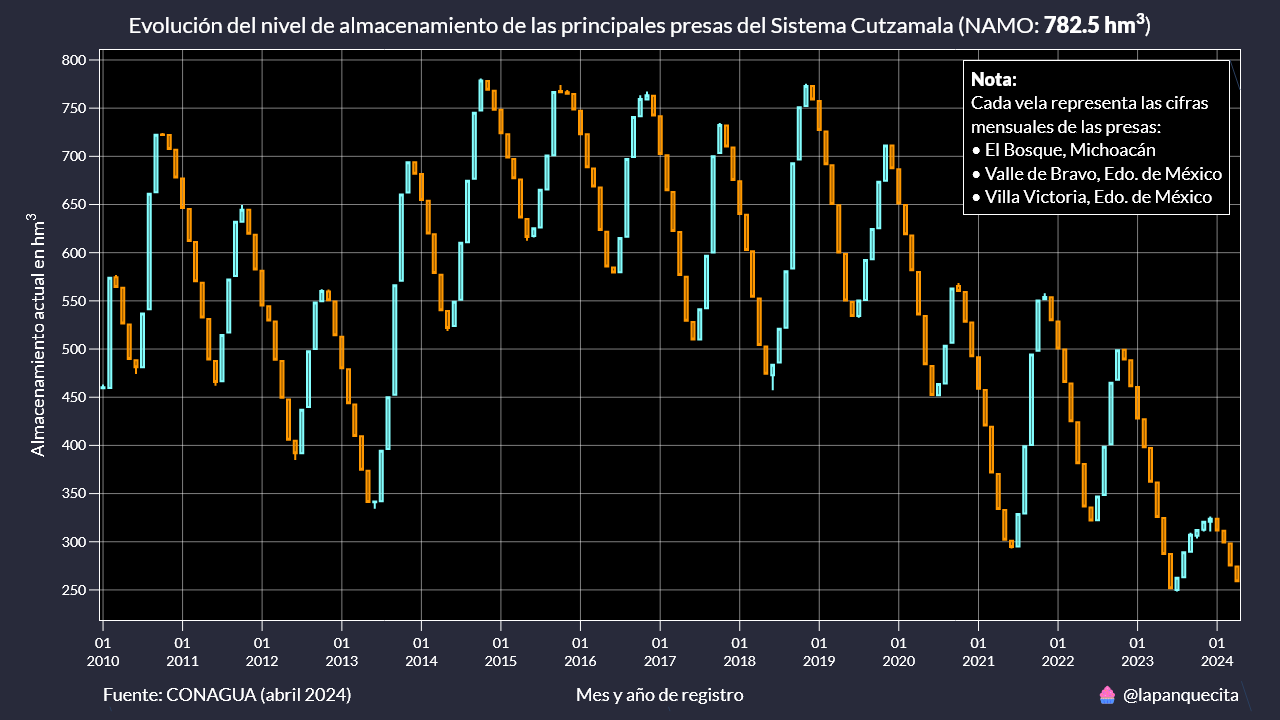 Evolución del nivel de almacenamiento de las principales presas del Sistema Cutzamala (NAMO: 782.5 hm³)
Nota:
Cada vela representa las cifras
mensuales de las presas:
• El Bosque, Michoacán
• Valle de Bravo, Edo. de México
• Villa Victoria, Edo. de México
Almacenamiento actual en hm³
800
750
700
650
600
550
500
450
400
350
300
250
01 01 01 01 01 01 01 01 01 01 01 01 01 01 01
2010 2011 2012 2013 2014 2015 2016 2017 2018 2019 2020 2021 2022 2023 2024
Fuente: CONAGUA (abril 2024) Mes y año de registro 🧁 @lapanquecita